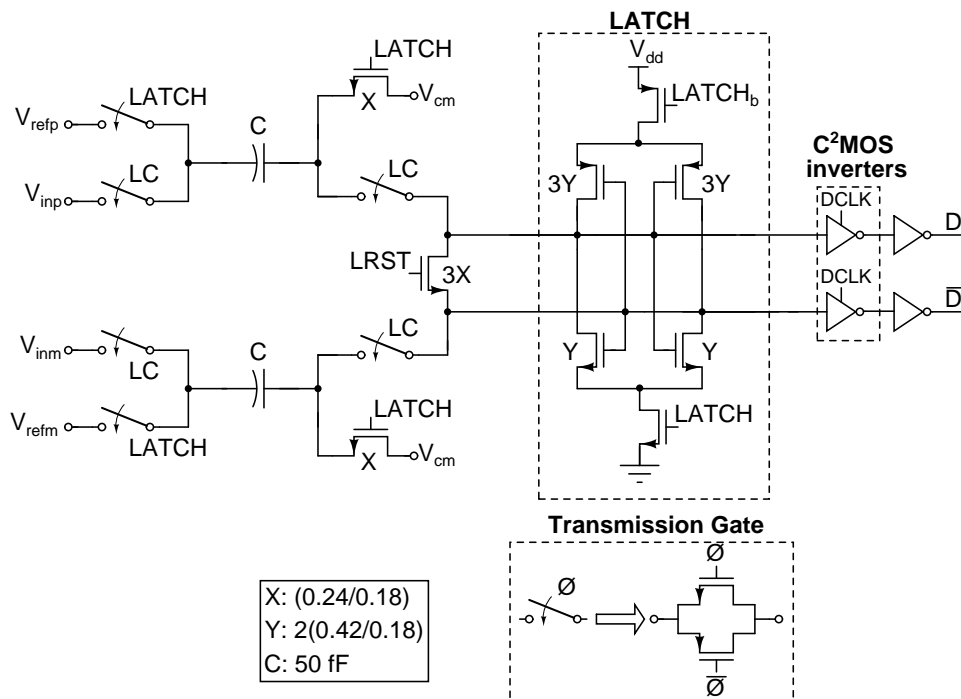 LATCH
LATCH
V_dd
LATCH
V_cm
X
LATCH_b
V_refp
C
C²MOS
inverters
LC
LC
V_inp
3Y
3Y
DCLK
D
LRST
3X
DCLK
D̅
V_inm
LC
C
LC
Y
Y
V_refm
LATCH
LATCH
V_cm
X
LATCH
Transmission Gate
X: (0.24/0.18)
Y: 2(0.42/0.18)
C: 50 fF
Ø
Ø
Ø̅